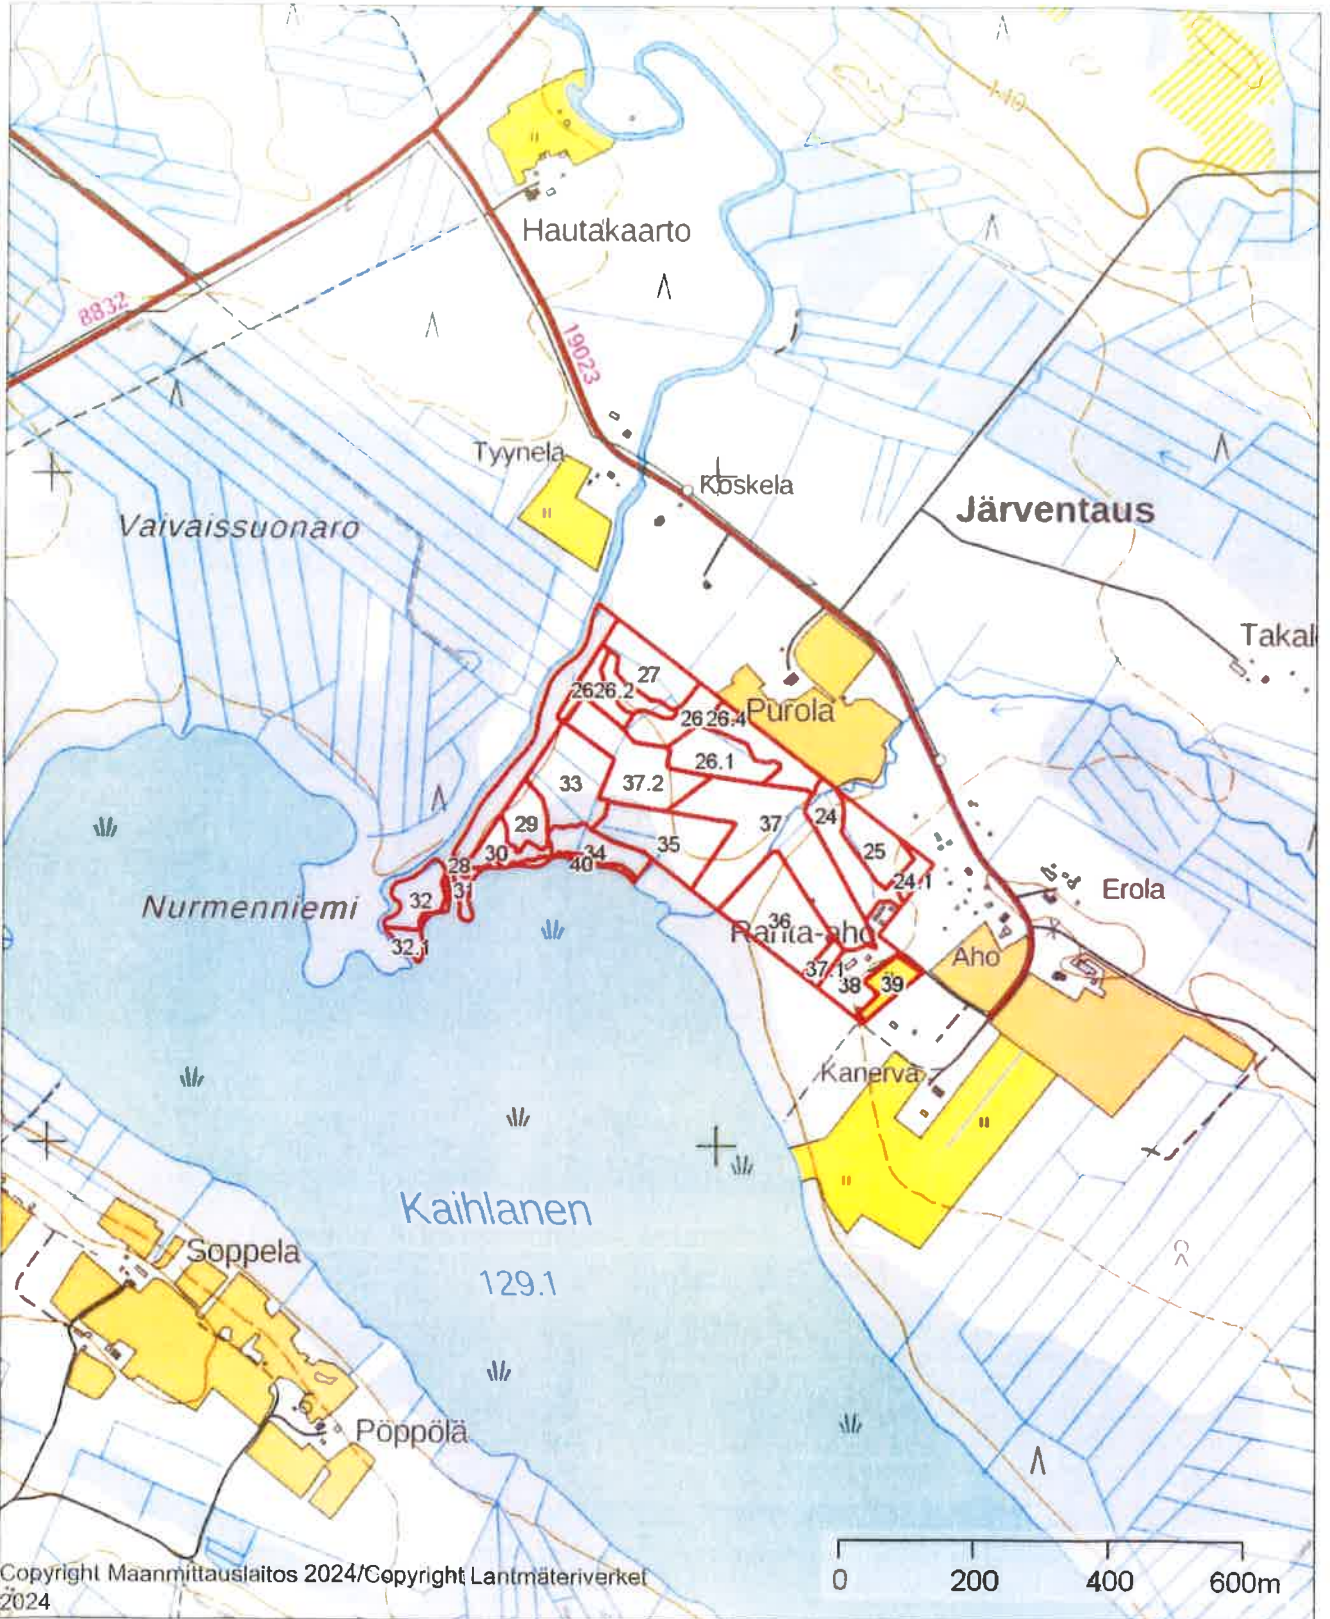 110
Hautakaarto
8832
19023
Tyynelä
Koskela
Järventaus
Vaivaissuonaro
Takal
27
26 26.2
26 26.4
Purola
26.1
33
37.2
29
37
24
35
25
30
34
28
40
24.1
31
32
Erola
Nurmenniemi
36
Ranta-aho
32.1
Aho
37.1
38
39
Kanerva
Kaihlanen
129.1
Soppela
Pöppölä
0 200 400 600m
Copyright Maanmittauslaitos 2024/Copyright Lantmäteriverket
2024